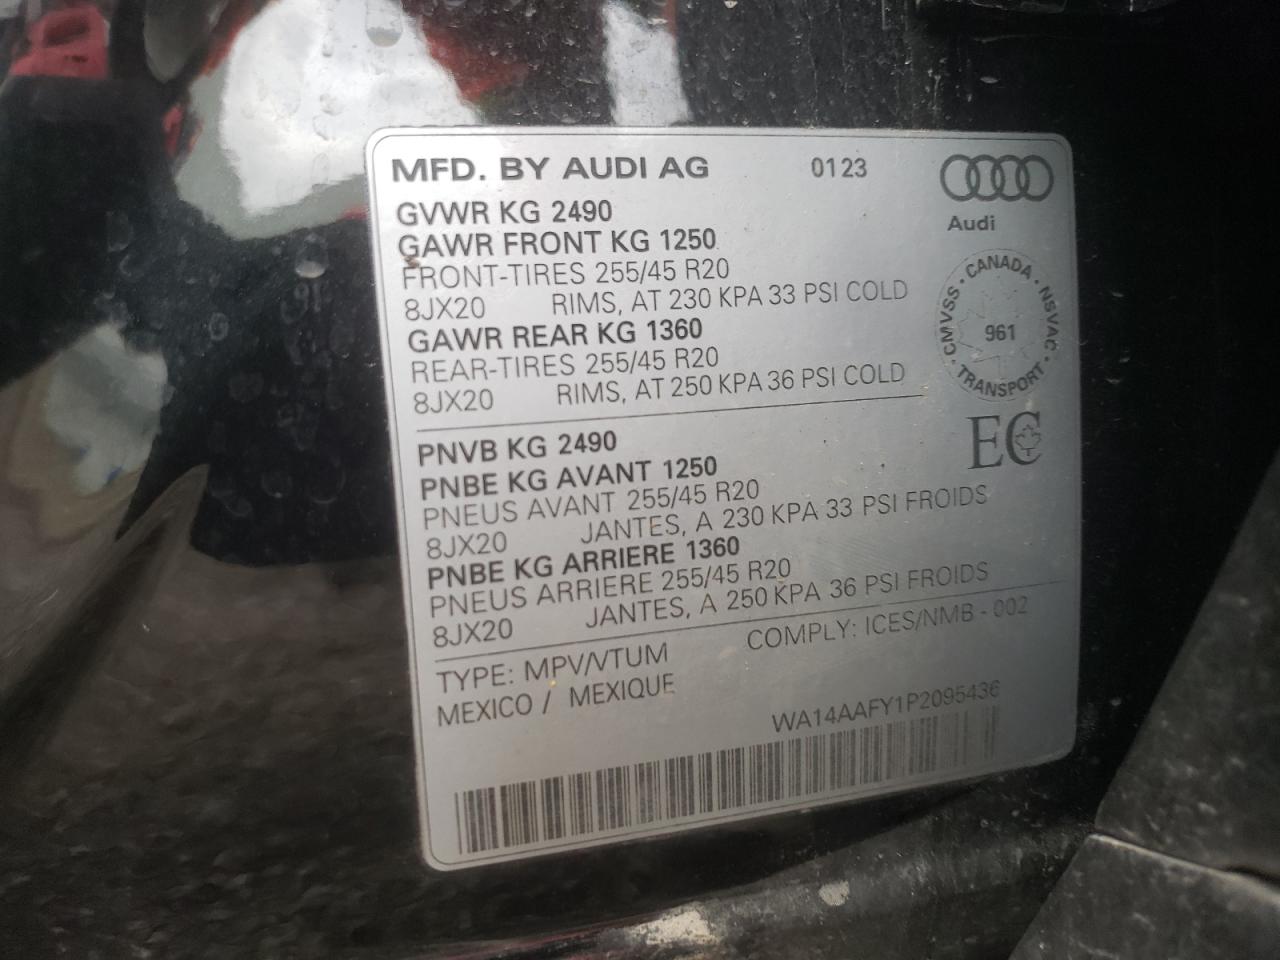 MFD. BY AUDI AG 0123
Audi
GVWR KG 2490
GAWR FRONT KG 1250
FRONT-TIRES 255/45 R20
8JX20 RIMS, AT 230 KPA 33 PSI COLD
GAWR REAR KG 1360
REAR-TIRES 255/45 R20
8JX20 RIMS, AT 250 KPA 36 PSI COLD
CMVSS · CANADA · NSVAC · TRANSPORT ·
961
EC
PNVB KG 2490
PNBE KG AVANT 1250
PNEUS AVANT 255/45 R20
8JX20 JANTES, A 230 KPA 33 PSI FROIDS
PNBE KG ARRIERE 1360
PNEUS ARRIERE 255/45 R20
8JX20 JANTES, A 250 KPA 36 PSI FROIDS
TYPE: MPV/VTUM COMPLY: ICES/NMB - 002
MEXICO / MEXIQUE
WA14AAFY1P2095436